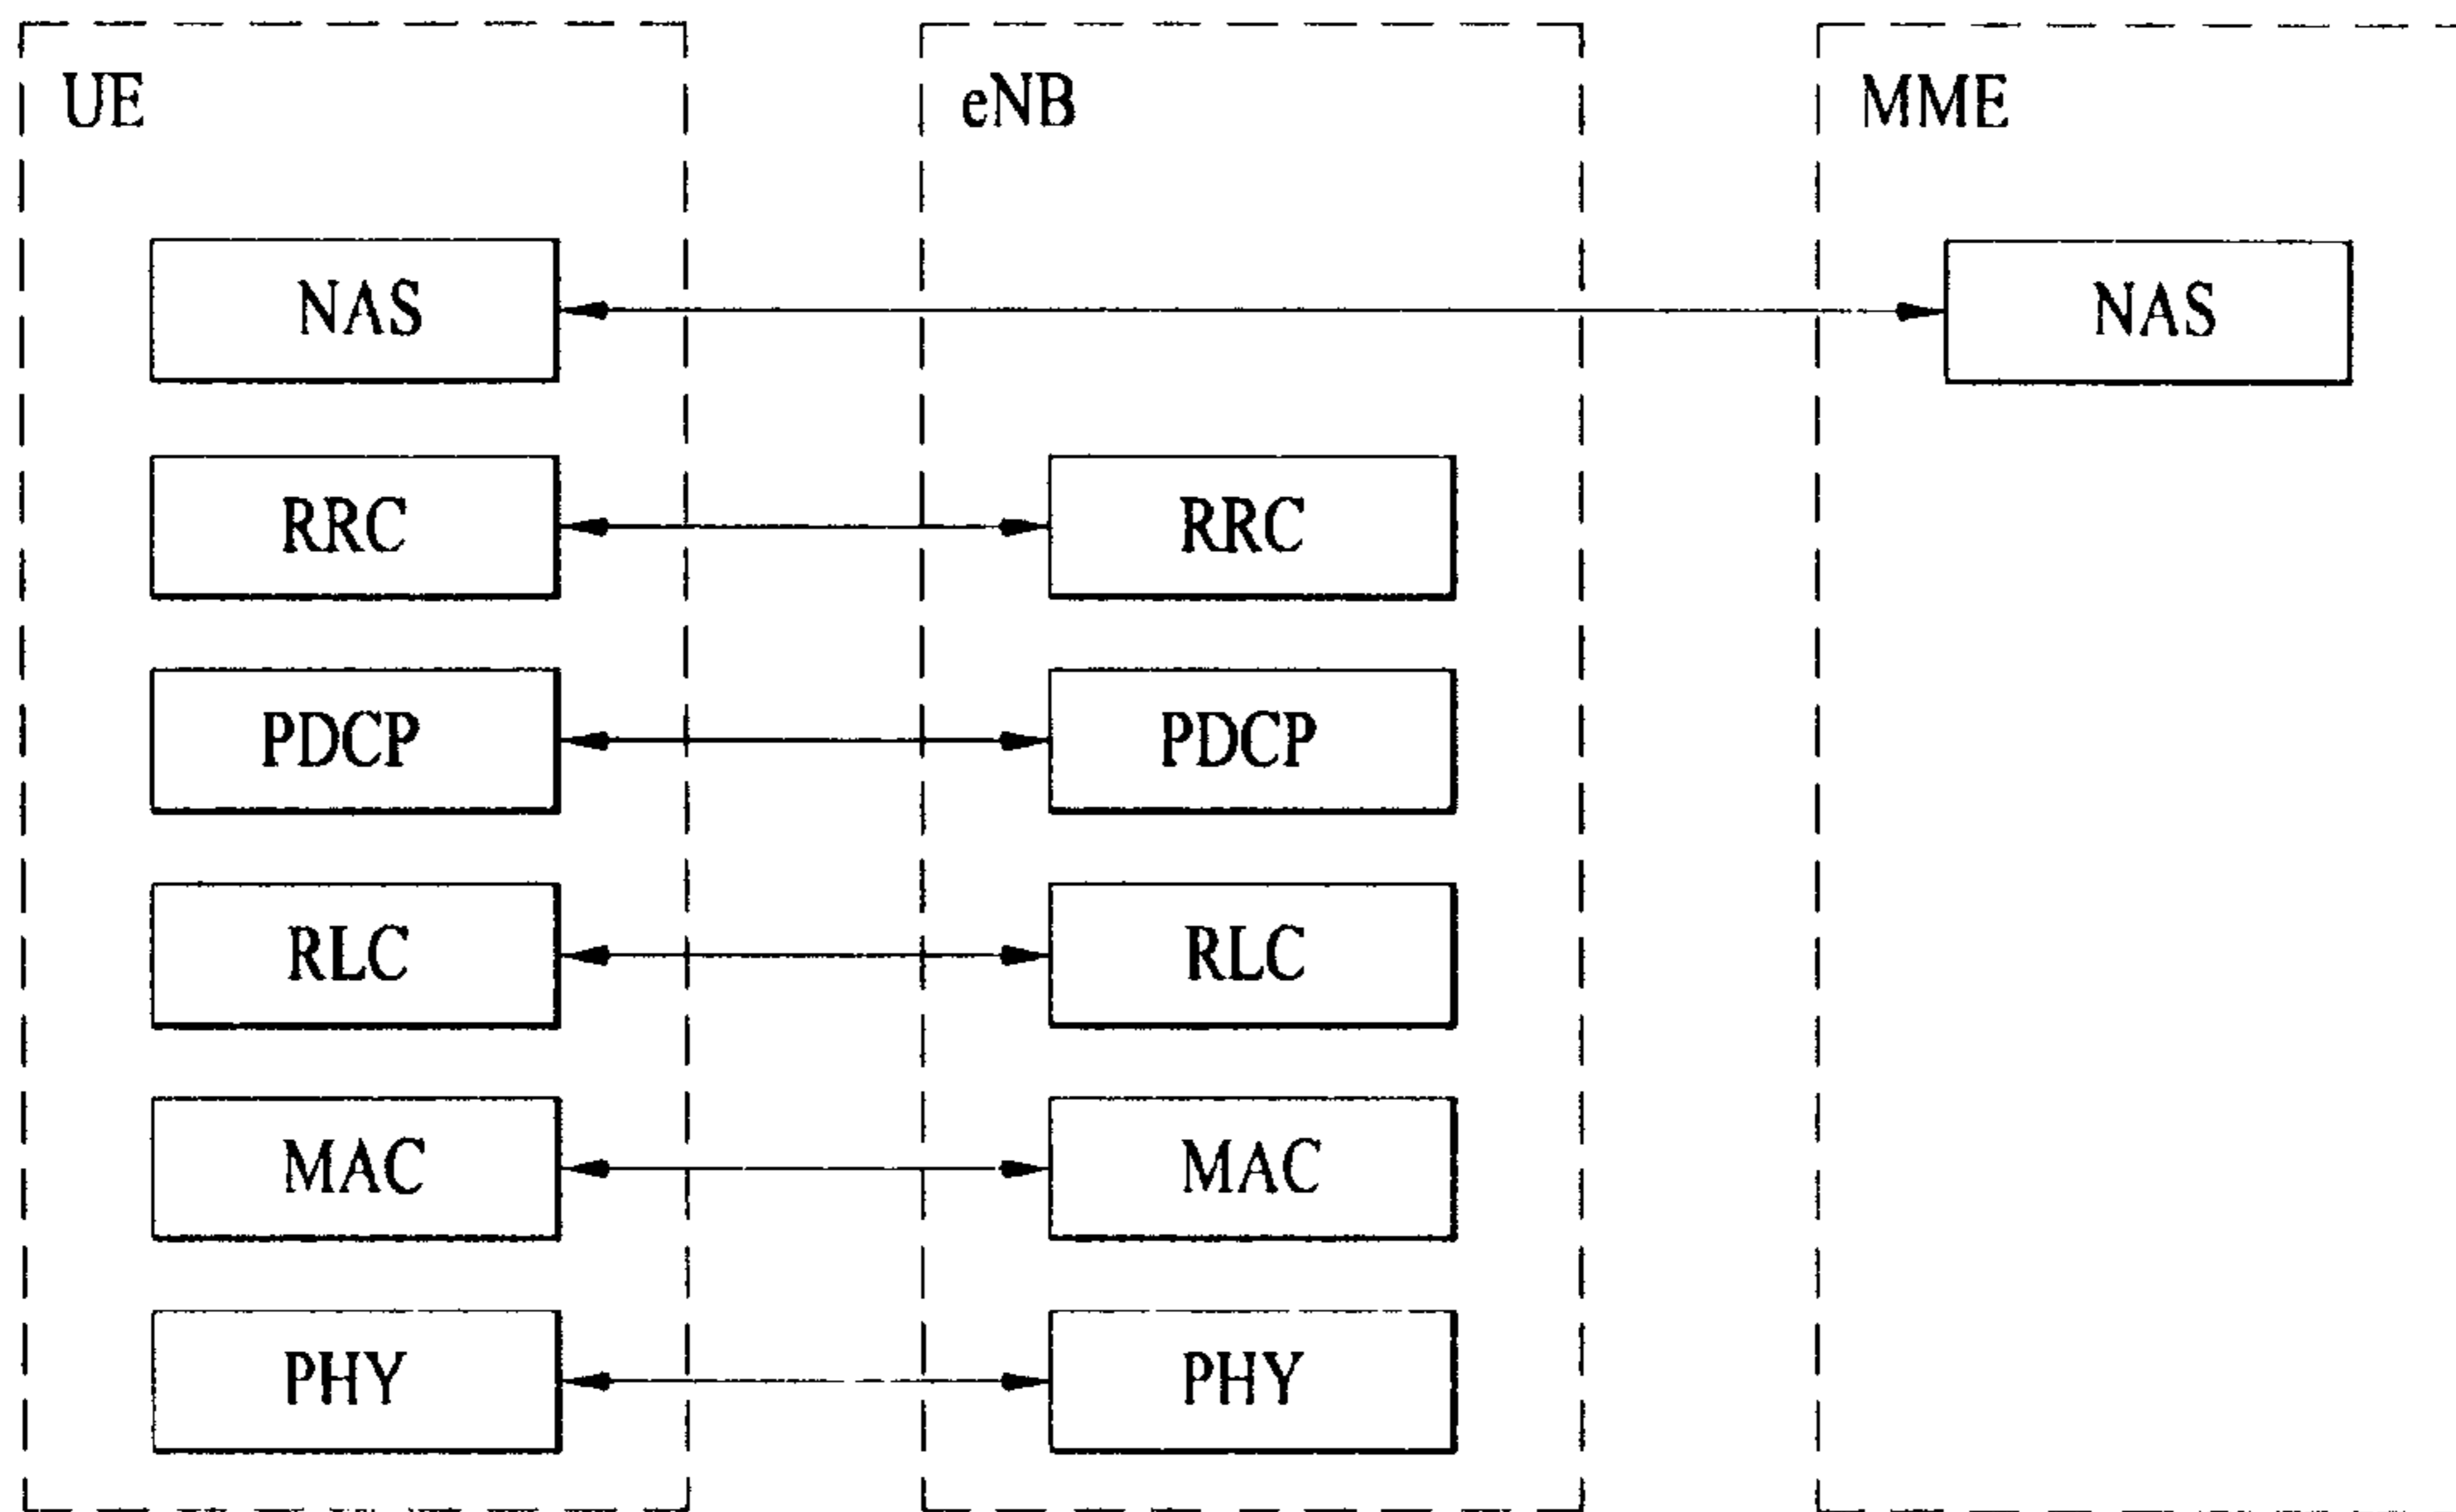 UE eNB MME
NAS NAS
RRC RRC
PDCP PDCP
RLC RLC
MAC MAC
PHY PHY